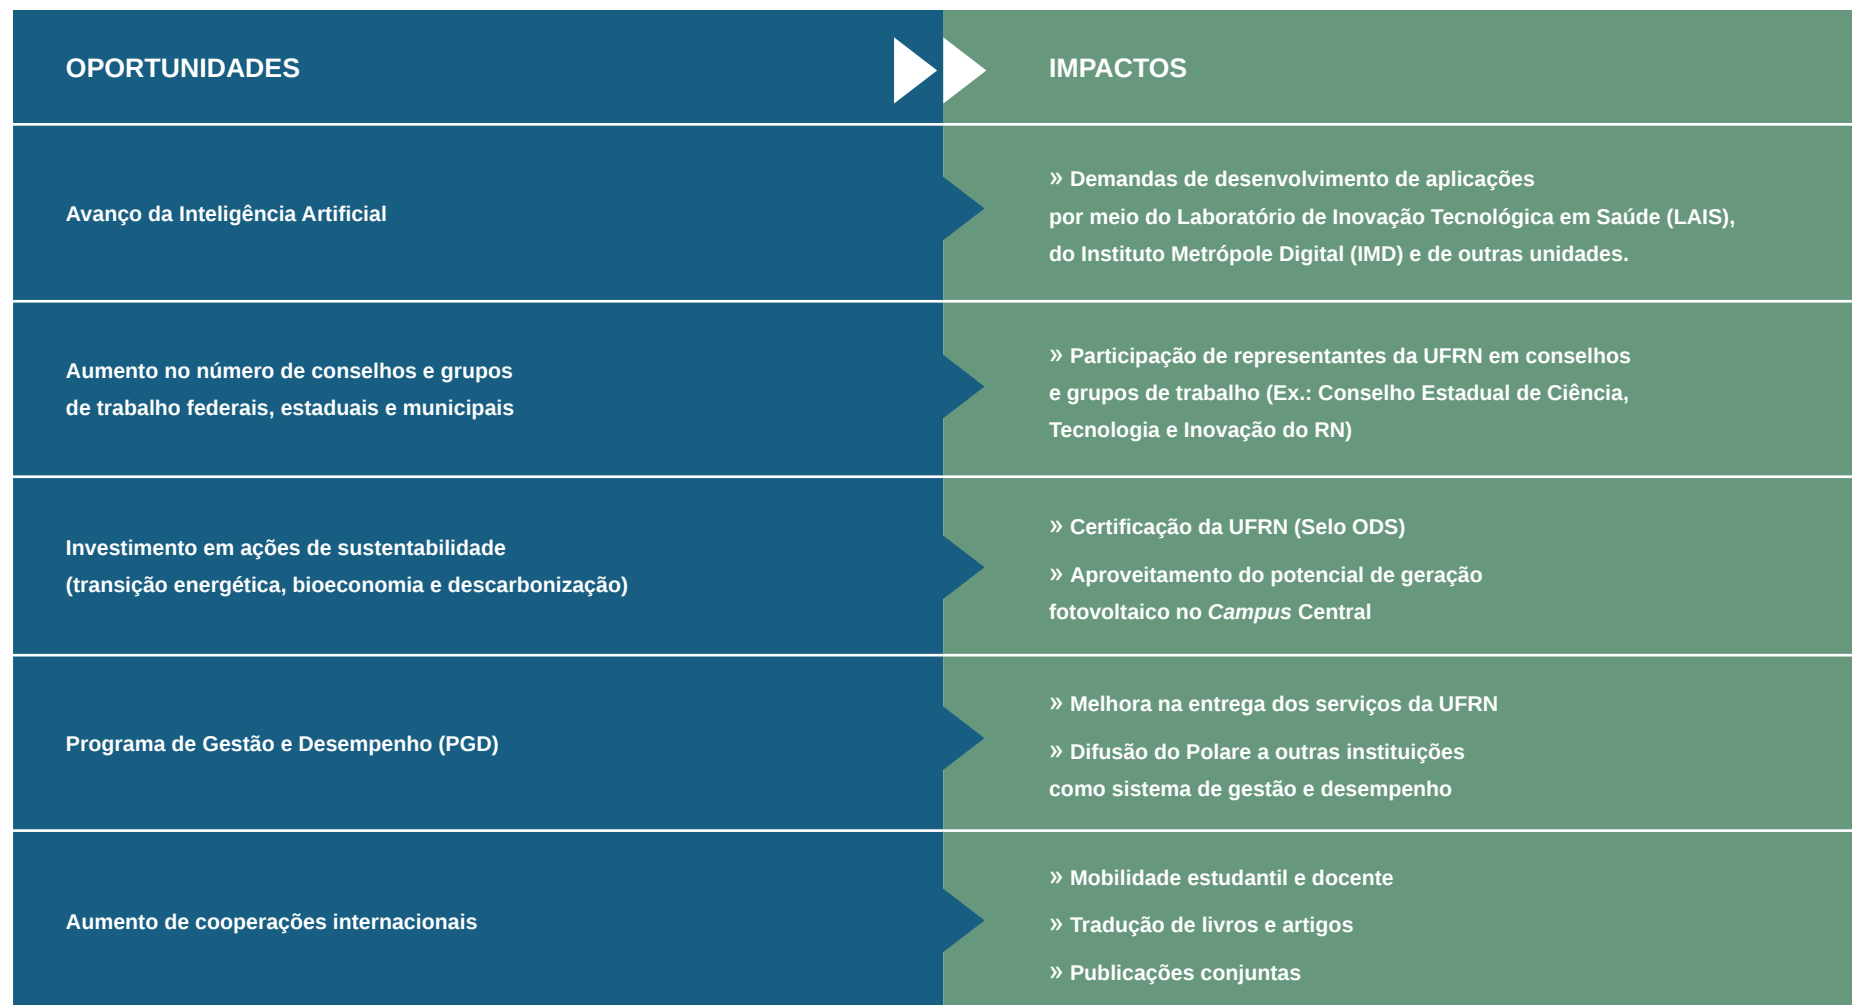 OPORTUNIDADES
IMPACTOS
Avanço da Inteligência Artificial
» Demandas de desenvolvimento de aplicações
por meio do Laboratório de Inovação Tecnológica em Saúde (LAIS),
do Instituto Metrópole Digital (IMD) e de outras unidades.
Aumento no número de conselhos e grupos
de trabalho federais, estaduais e municipais
» Participação de representantes da UFRN em conselhos
e grupos de trabalho (Ex.: Conselho Estadual de Ciência,
Tecnologia e Inovação do RN)
Investimento em ações de sustentabilidade
(transição energética, bioeconomia e descarbonização)
» Certificação da UFRN (Selo ODS)
» Aproveitamento do potencial de geração
fotovoltaico no Campus Central
Programa de Gestão e Desempenho (PGD)
» Melhora na entrega dos serviços da UFRN
» Difusão do Polare a outras instituições
como sistema de gestão e desempenho
Aumento de cooperações internacionais
» Mobilidade estudantil e docente
» Tradução de livros e artigos
» Publicações conjuntas